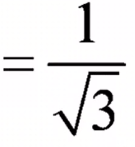 = 1/√3